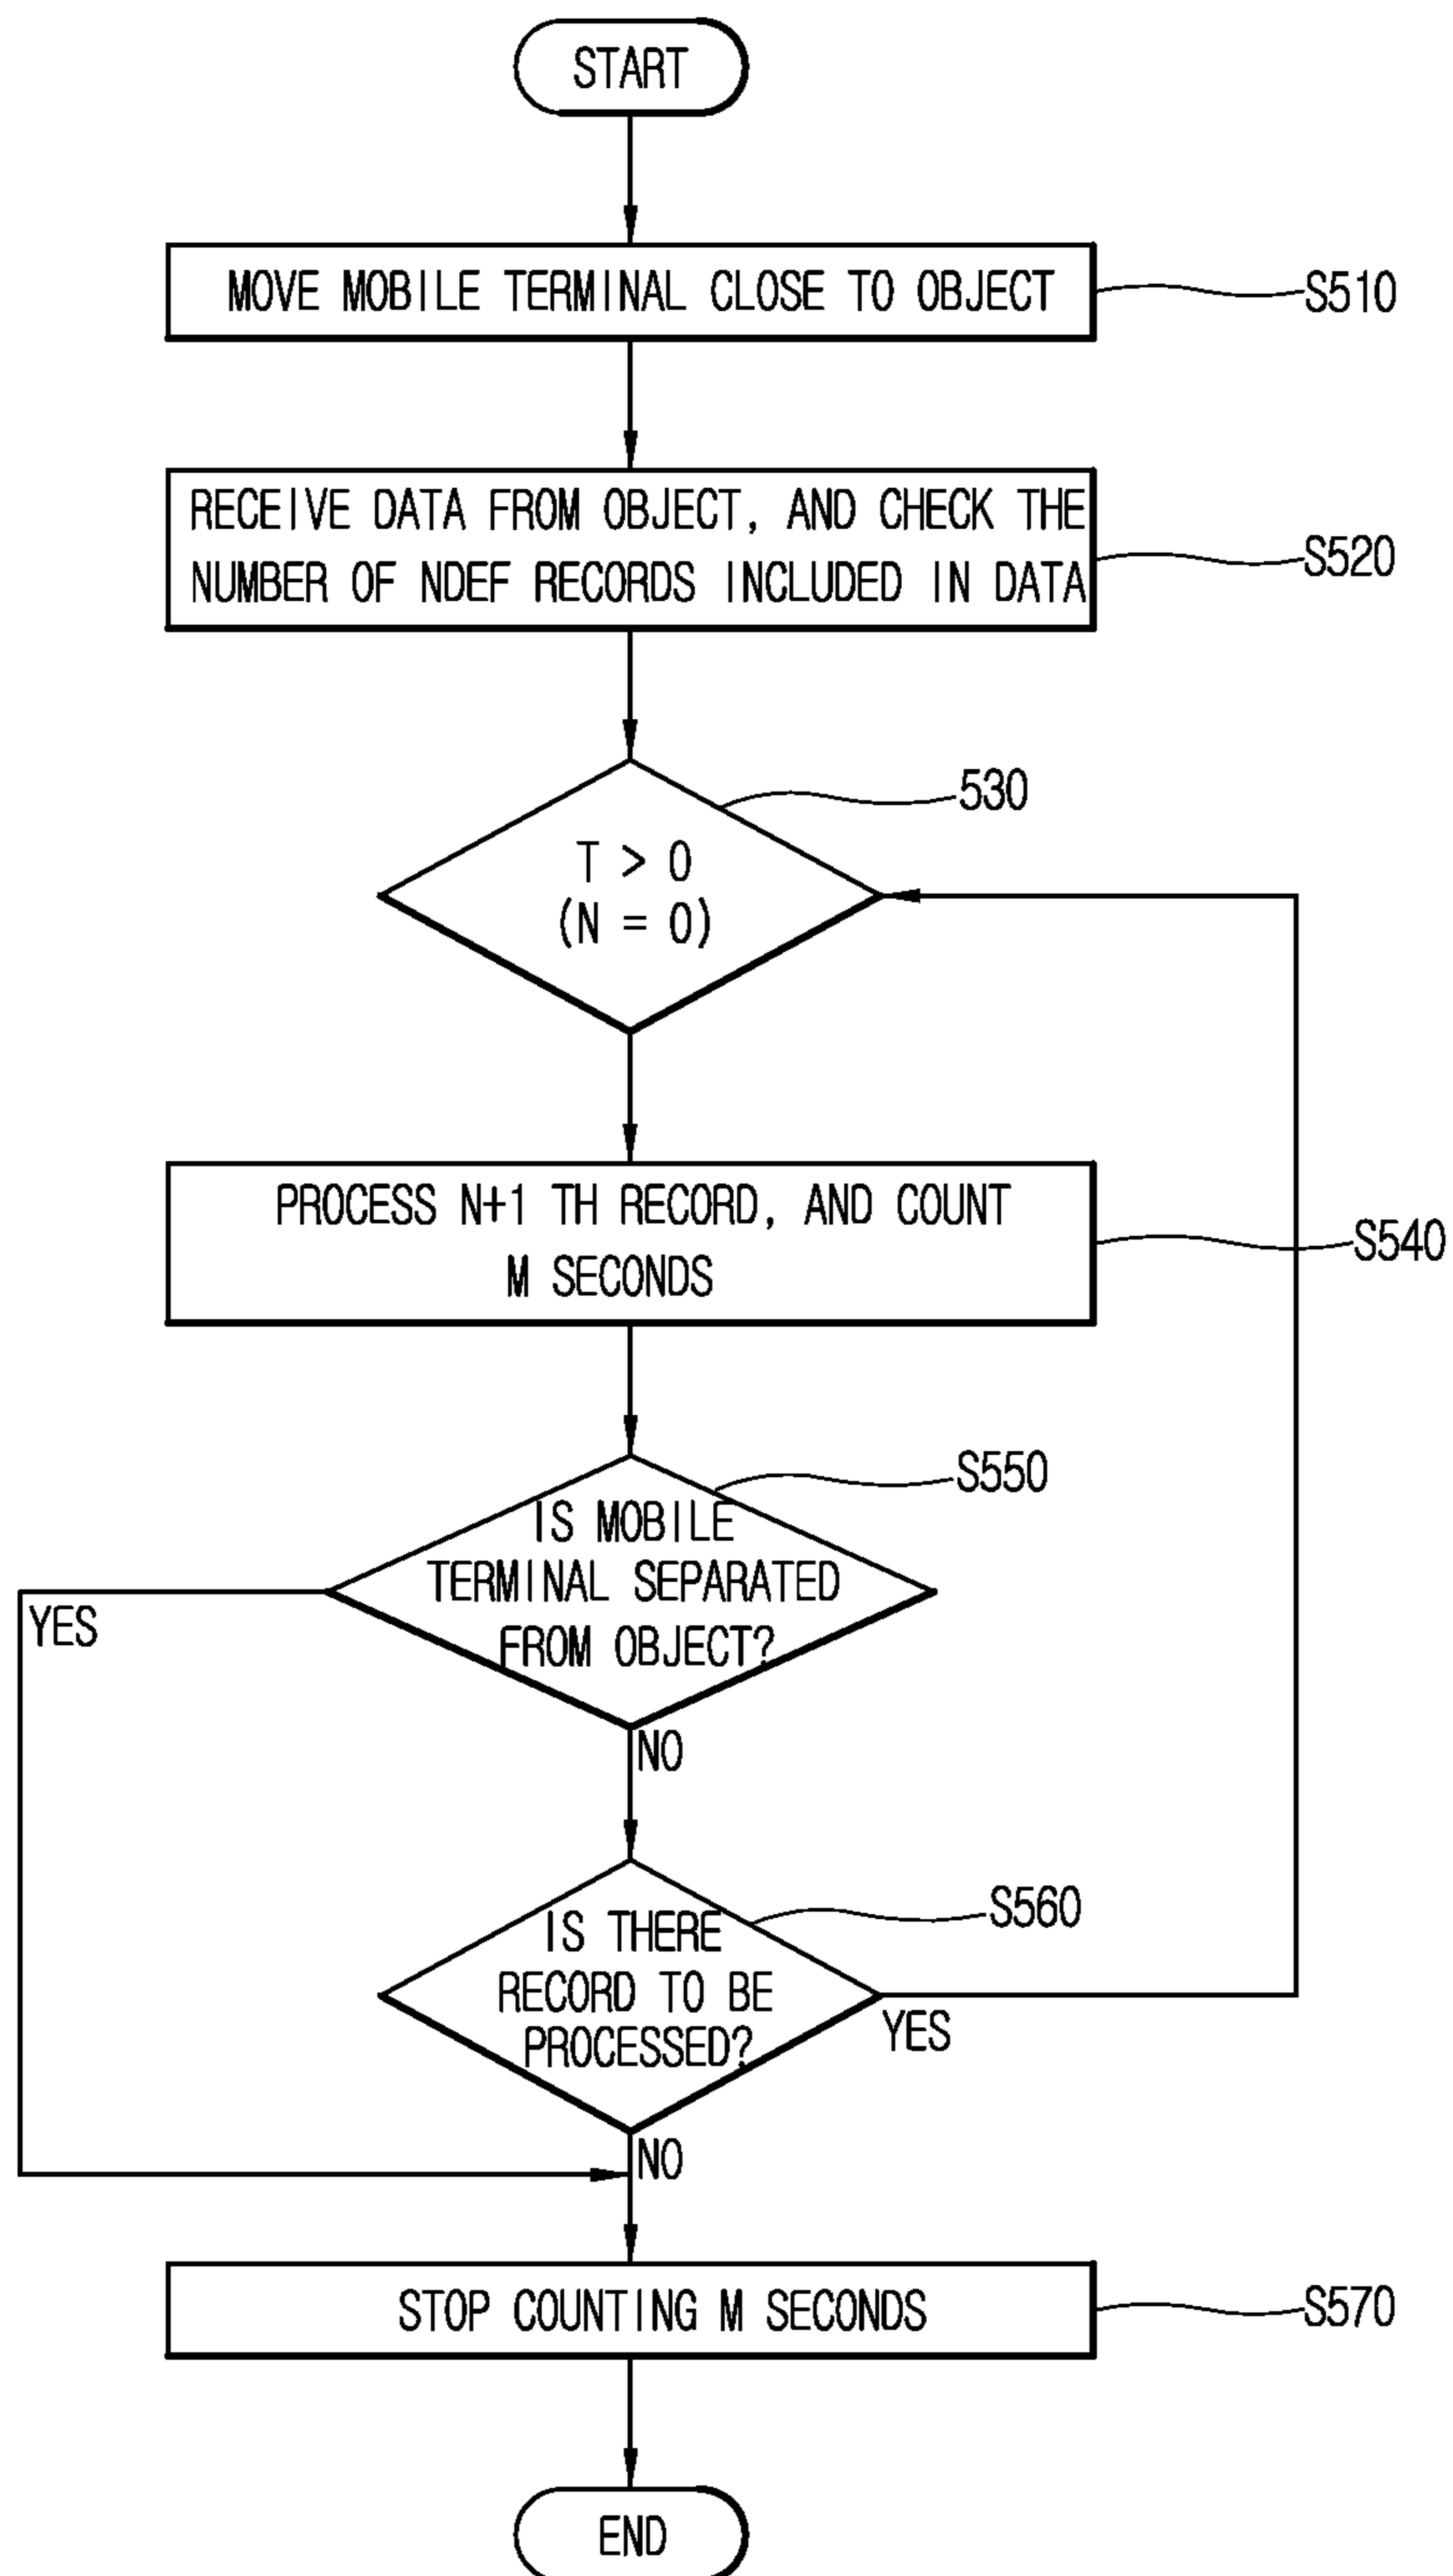 START
MOVE MOBILE TERMINAL CLOSE TO OBJECT
S510
RECEIVE DATA FROM OBJECT, AND CHECK THE
NUMBER OF NDEF RECORDS INCLUDED IN DATA
S520
530
T > 0
(N = 0)
PROCESS N+1 TH RECORD, AND COUNT
M SECONDS
S540
S550
IS MOBILE
TERMINAL SEPARATED
FROM OBJECT?
YES
NO
S560
IS THERE
RECORD TO BE
PROCESSED?
YES
NO
STOP COUNTING M SECONDS
S570
END